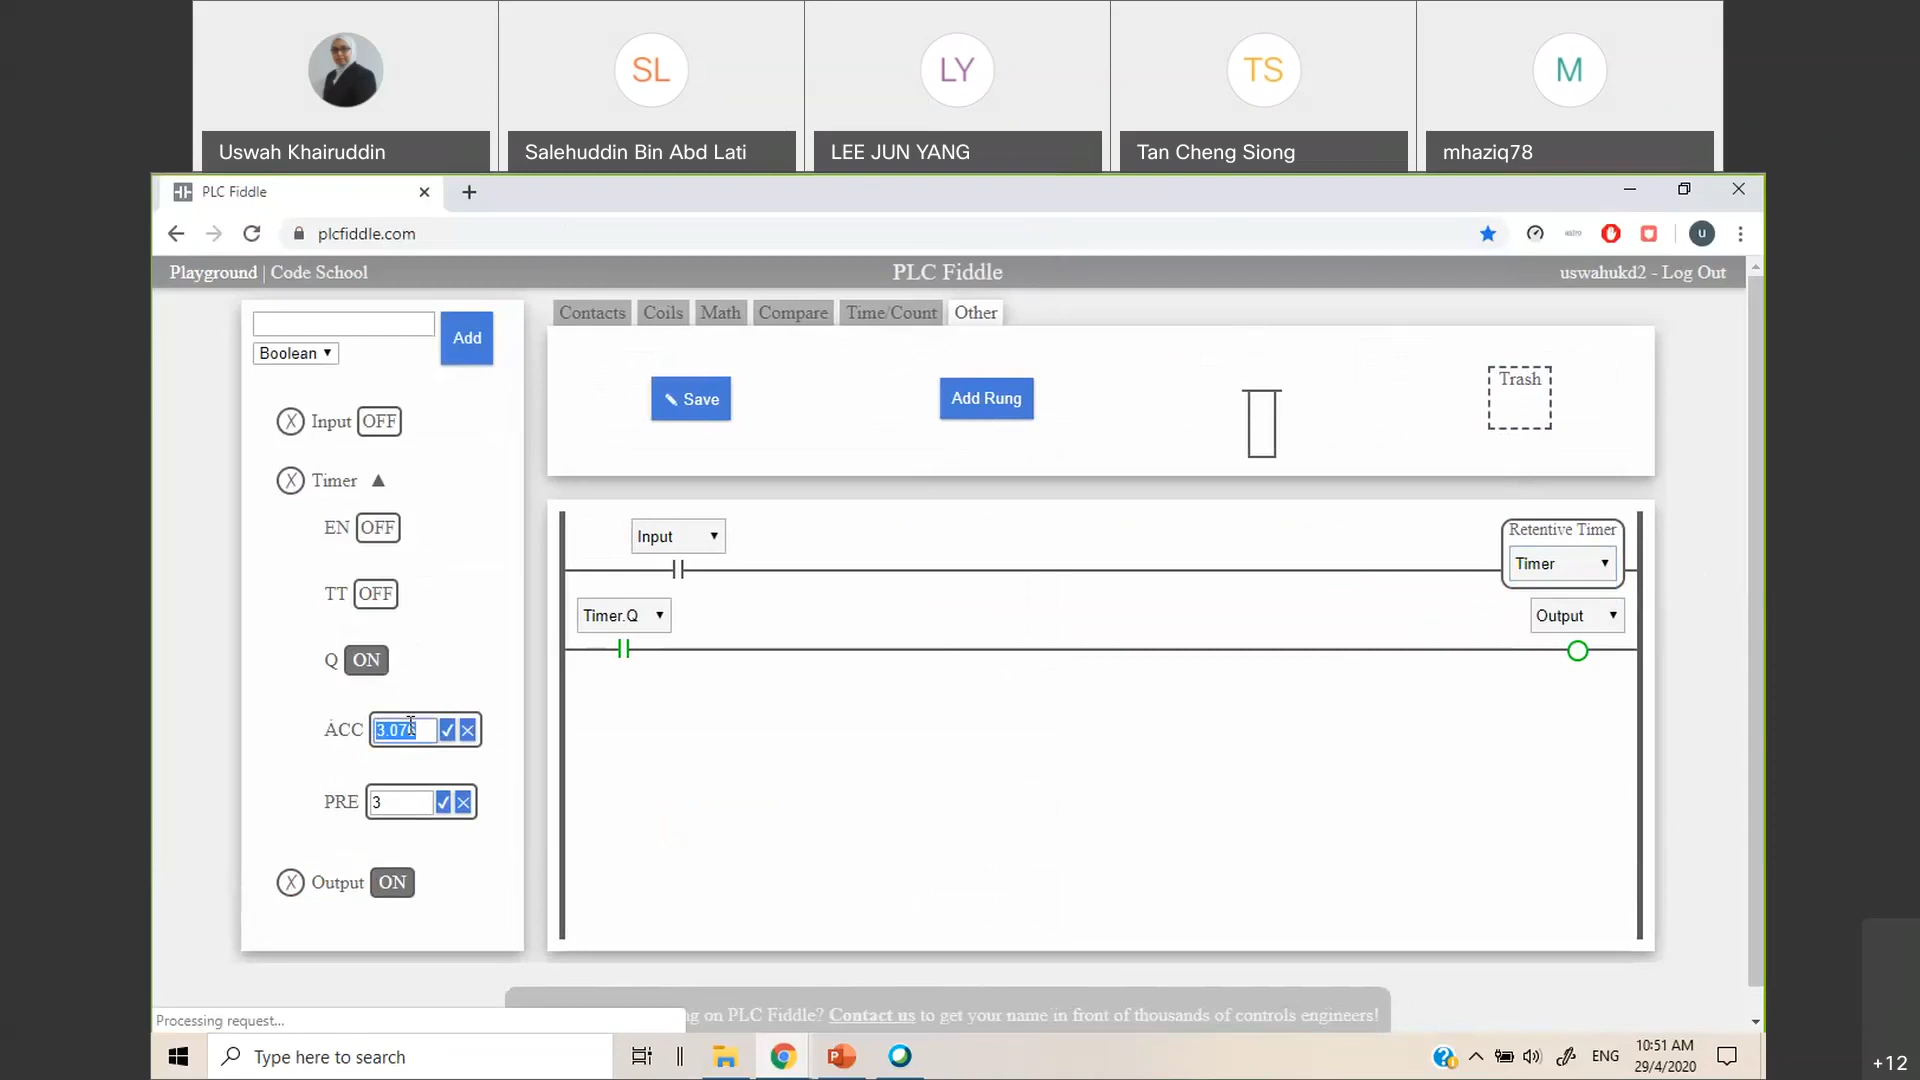 SL
LY
TS
M
Uswah Khairuddin
Salehuddin Bin Abd Lati
LEE JUN YANG
Tan Cheng Siong
mhaziq78
PLC Fiddle
plcfiddle.com
u
Playground | Code School
PLC Fiddle
uswahukd2 - Log Out
Add
Boolean
Contacts
Coils
Math
Compare
Time/Count
Other
Save
Add Rung
Trash
X Input OFF
X Timer
EN OFF
TT OFF
Q ON
ACC
PRE 3
X Output ON
Input
Retentive Timer
Timer
Timer.Q
Output
Processing request...
ng on PLC Fiddle? Contact us to get your name in front of thousands of controls engineers!
Type here to search
ENG
10:51 AM
29/4/2020
+12